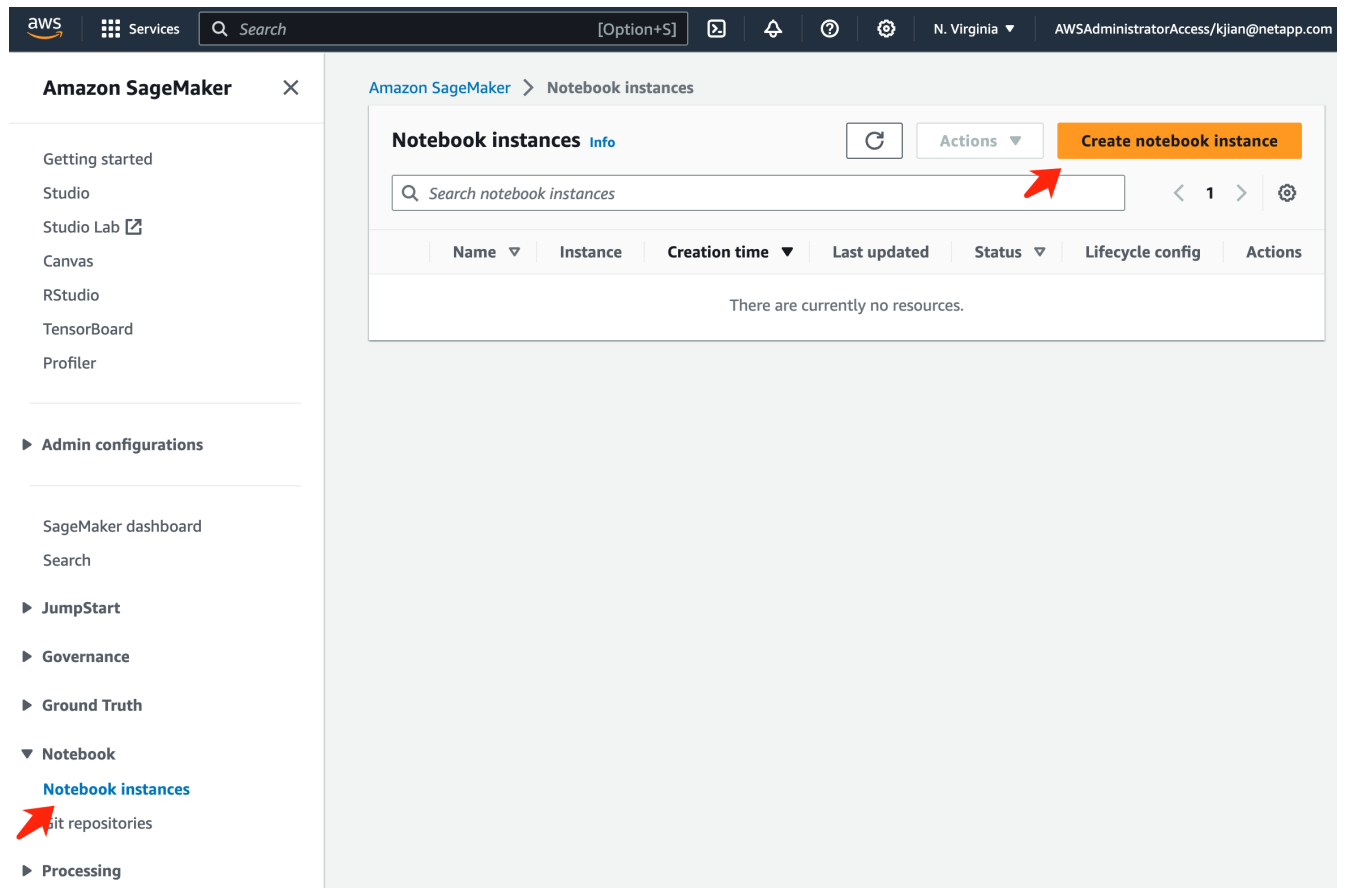 aws Services Search [Option+S] N. Virginia AWSAdministratorAccess/kjian@netapp.com
Amazon SageMaker
Getting started
Studio
Studio Lab
Canvas
RStudio
TensorBoard
Profiler
Admin configurations
SageMaker dashboard
Search
JumpStart
Governance
Ground Truth
Notebook
Notebook instances
Git repositories
Processing
Amazon SageMaker > Notebook instances
Notebook instances Info Actions Create notebook instance
Search notebook instances 1
Name Instance Creation time Last updated Status Lifecycle config Actions
There are currently no resources.